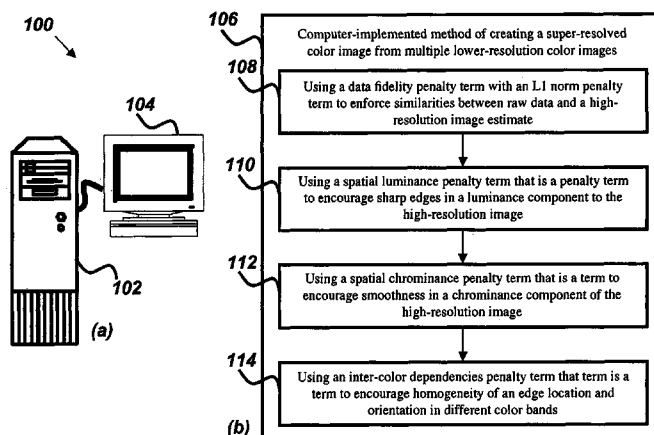 100
104
102
(a)
106
Computer-implemented method of creating a super-resolved
color image from multiple lower-resolution color images
108
Using a data fidelity penalty term with an L1 norm penalty
term to enforce similarities between raw data and a high-
resolution image estimate
110
Using a spatial luminance penalty term that is a penalty term
to encourage sharp edges in a luminance component to the
high-resolution image
112
Using a spatial chrominance penalty term that is a term to
encourage smoothness in a chrominance component of the
high-resolution image
114
Using an inter-color dependencies penalty term that term is a
term to encourage homogeneity of an edge location and
orientation in different color bands
(b)